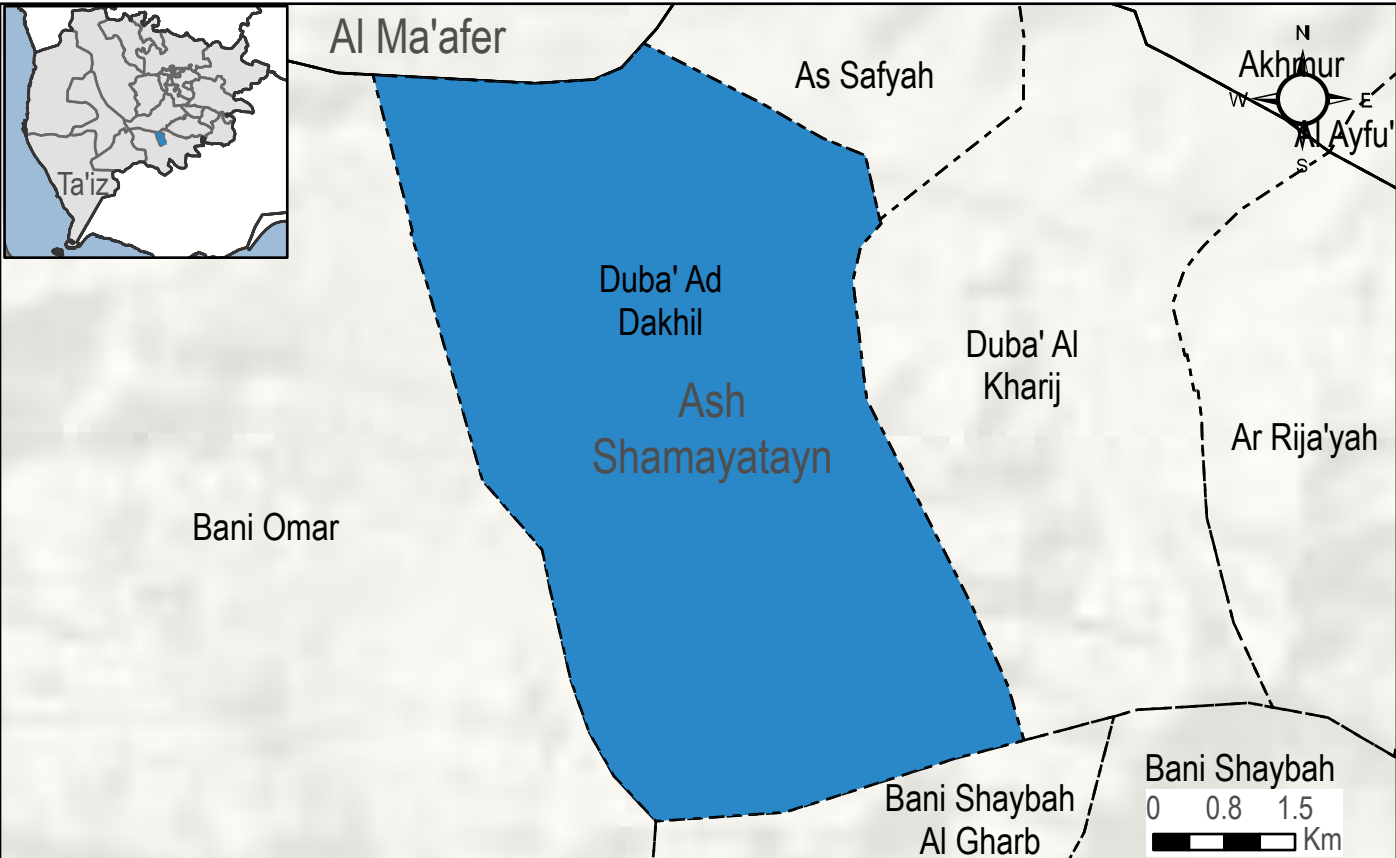 Al Ma'afer
As Safyah
N
Akhmur
W
E
Al Ayfu'
S
Ta'iz
Duba' Ad
Dakhil
Duba' Al
Kharij
Ash
Shamayatayn
Ar Rija'yah
Bani Omar
Bani Shaybah
Al Gharb
Bani Shaybah
0 0.8 1.5
Km